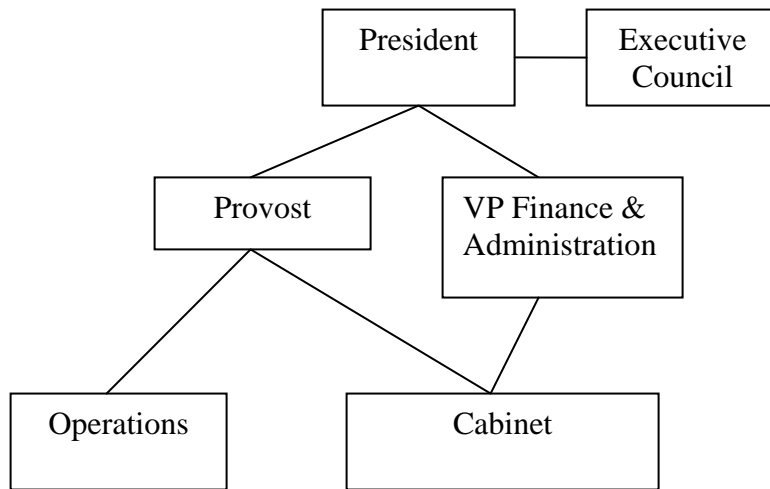 President
Executive
Council
Provost
VP Finance &
Administration
Operations
Cabinet